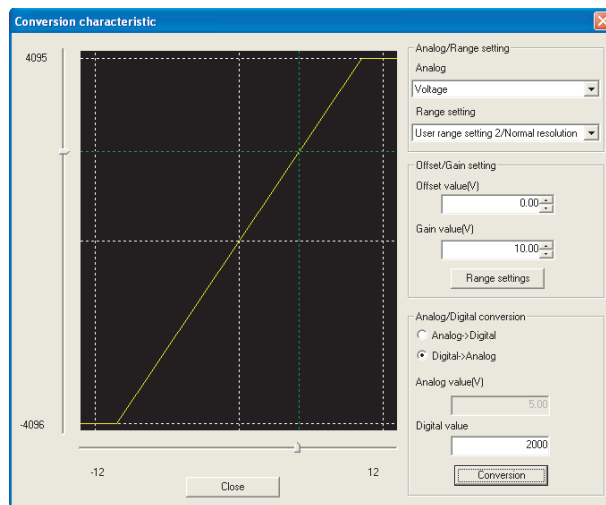 Conversion characteristic
4095
-4096
-12
12
Close
Analog/Range setting
Analog
Voltage
Range setting
User range setting 2/Normal resolution
Offset/Gain setting
Offset value(V)
0.00
Gain value(V)
10.00
Range settings
Analog/Digital conversion
Analog->Digital
Digital->Analog
Analog value(V)
5.00
Digital value
2000
Conversion